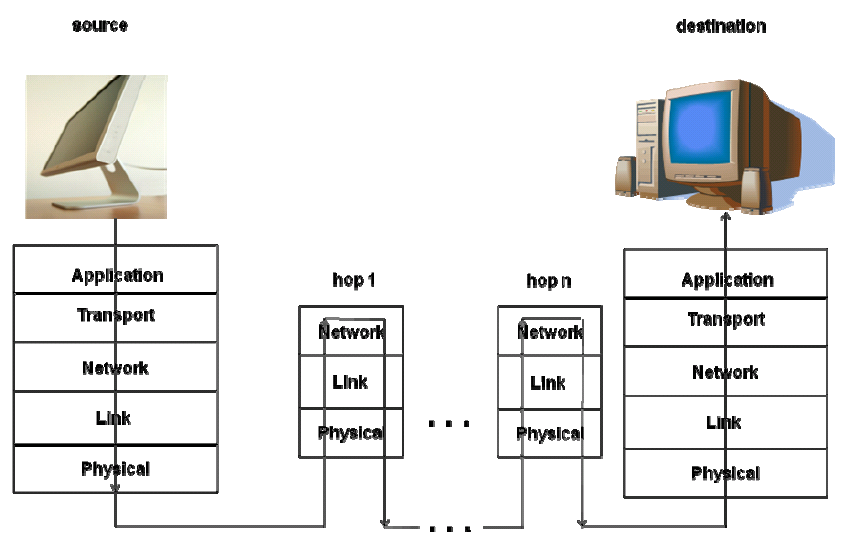 source
destination
Application
Transport
Network
Link
Physical
hop 1
Network
Link
Physical
. . .
. . .
hop n
Network
Link
Physical
Application
Transport
Network
Link
Physical